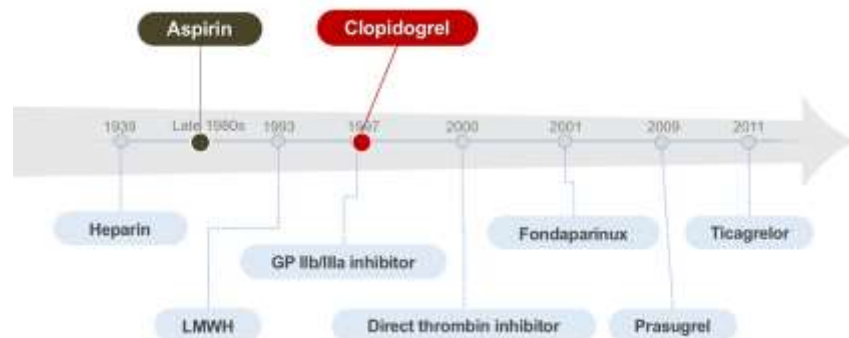 Aspirin
Clopidogrel
1939
Late 1980s
1993
1997
2000
2001
2009
2011
Heparin
Fondaparinux
Ticagrelor
GP IIb/IIIa inhibitor
LMWH
Direct thrombin inhibitor
Prasugrel